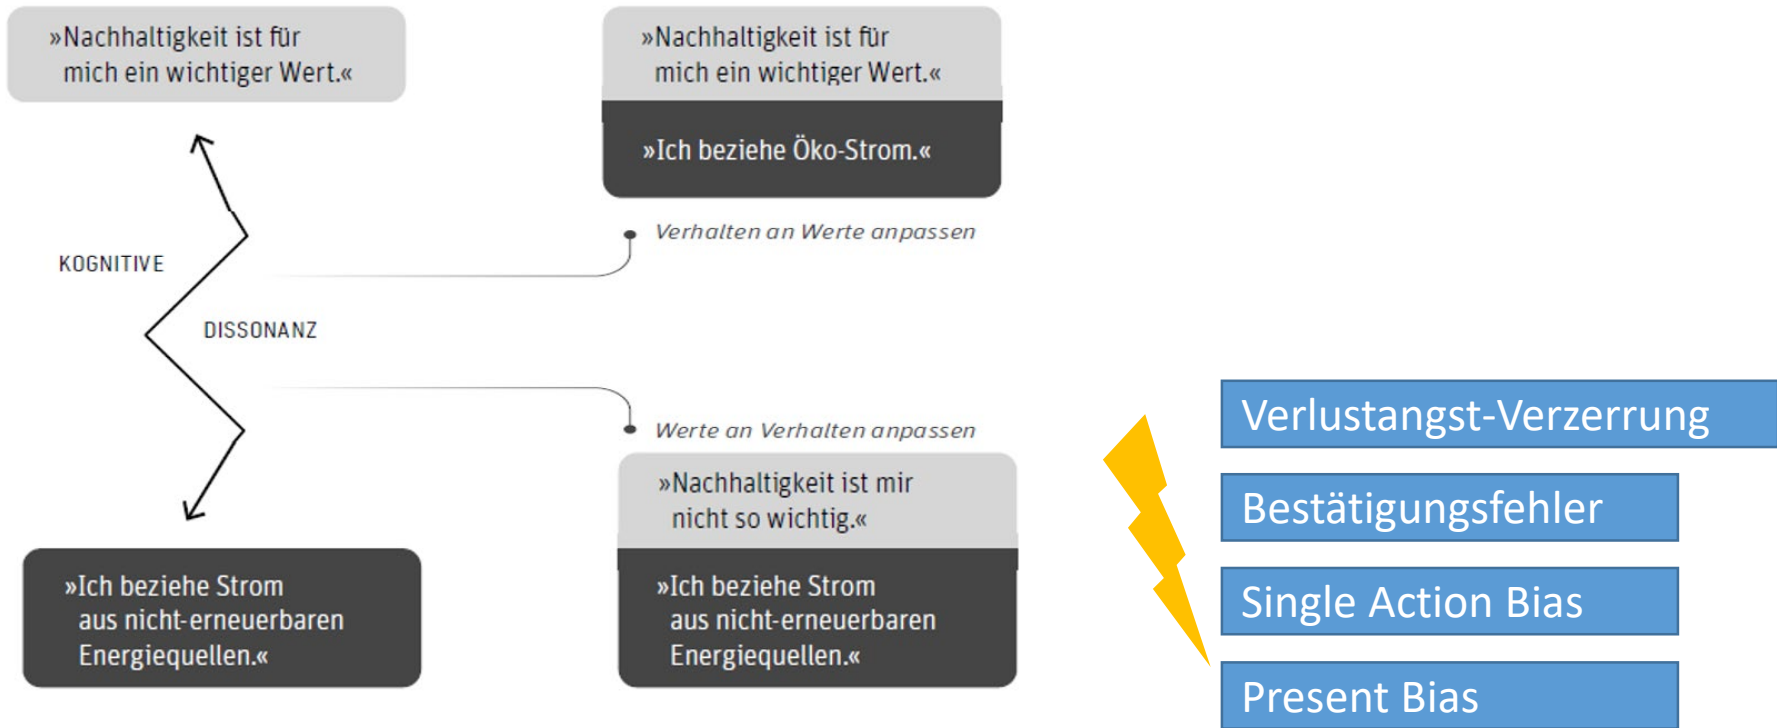 »Nachhaltigkeit ist für
mich ein wichtiger Wert.«
KOGNITIVE
DISSONANZ
»Ich beziehe Strom
aus nicht-erneuerbaren
Energiequellen.«
»Nachhaltigkeit ist für
mich ein wichtiger Wert.«
»Ich beziehe Öko-Strom.«
Verhalten an Werte anpassen
Werte an Verhalten anpassen
»Nachhaltigkeit ist mir
nicht so wichtig.«
»Ich beziehe Strom
aus nicht-erneuerbaren
Energiequellen.«
Verlustangst-Verzerrung
Bestätigungsfehler
Single Action Bias
Present Bias